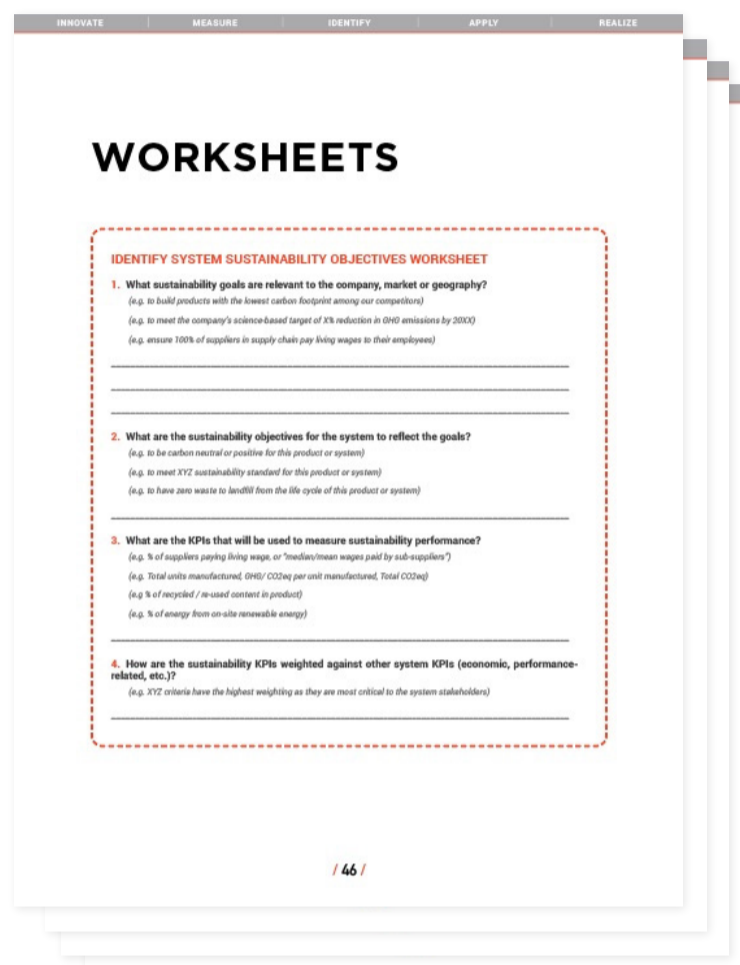 INNOVATE MEASURE IDENTIFY APPLY REALIZE
WORKSHEETS
IDENTIFY SYSTEM SUSTAINABILITY OBJECTIVES WORKSHEET
1. What sustainability goals are relevant to the company, market or geography?
(e.g. to build products with the lowest carbon footprint among our competitors)
(e.g. to meet the company's science-based target of X% reduction in GHG emissions by 20XX)
(e.g. ensure 100% of suppliers in supply chain pay living wages to their employees)
2. What are the sustainability objectives for the system to reflect the goals?
(e.g. to be carbon neutral or positive for this product or system)
(e.g. to meet XYZ sustainability standard for this product or system)
(e.g. to have zero waste to landfill from the life cycle of this product or system)
3. What are the KPIs that will be used to measure sustainability performance?
(e.g. % of suppliers paying living wage, or "median/mean wages paid by sub-suppliers")
(e.g. Total units manufactured, GHG/ CO2eq per unit manufactured, Total CO2eq)
(e.g % of recycled / re-used content in product)
(e.g. % of energy from on-site renewable energy)
4. How are the sustainability KPIs weighted against other system KPIs (economic, performance-
related, etc.)?
(e.g. XYZ criteria have the highest weighting as they are most critical to the system stakeholders)
/ 46 /